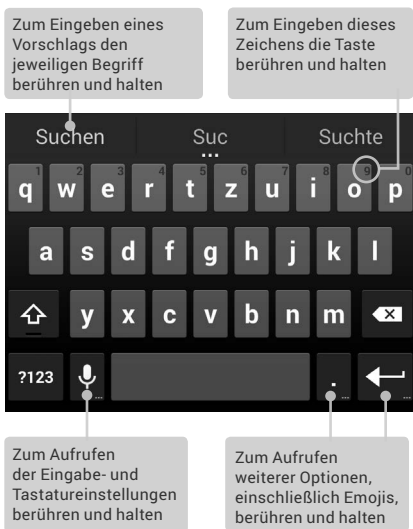 Zum Eingeben eines
Vorschlags den
jeweiligen Begriff
berühren und halten
Zum Eingeben dieses
Zeichens die Taste
berühren und halten
Suchen Suc Suchte
...
1 2 3 4 5 6 7 8 9 0
q w e r t z u i o p
a s d f g h j k l
y x c v b n m
?123 ... . ... ...
Zum Aufrufen
der Eingabe- und
Tastatureinstellungen
berühren und halten
Zum Aufrufen
weiterer Optionen,
einschließlich Emojis,
berühren und halten